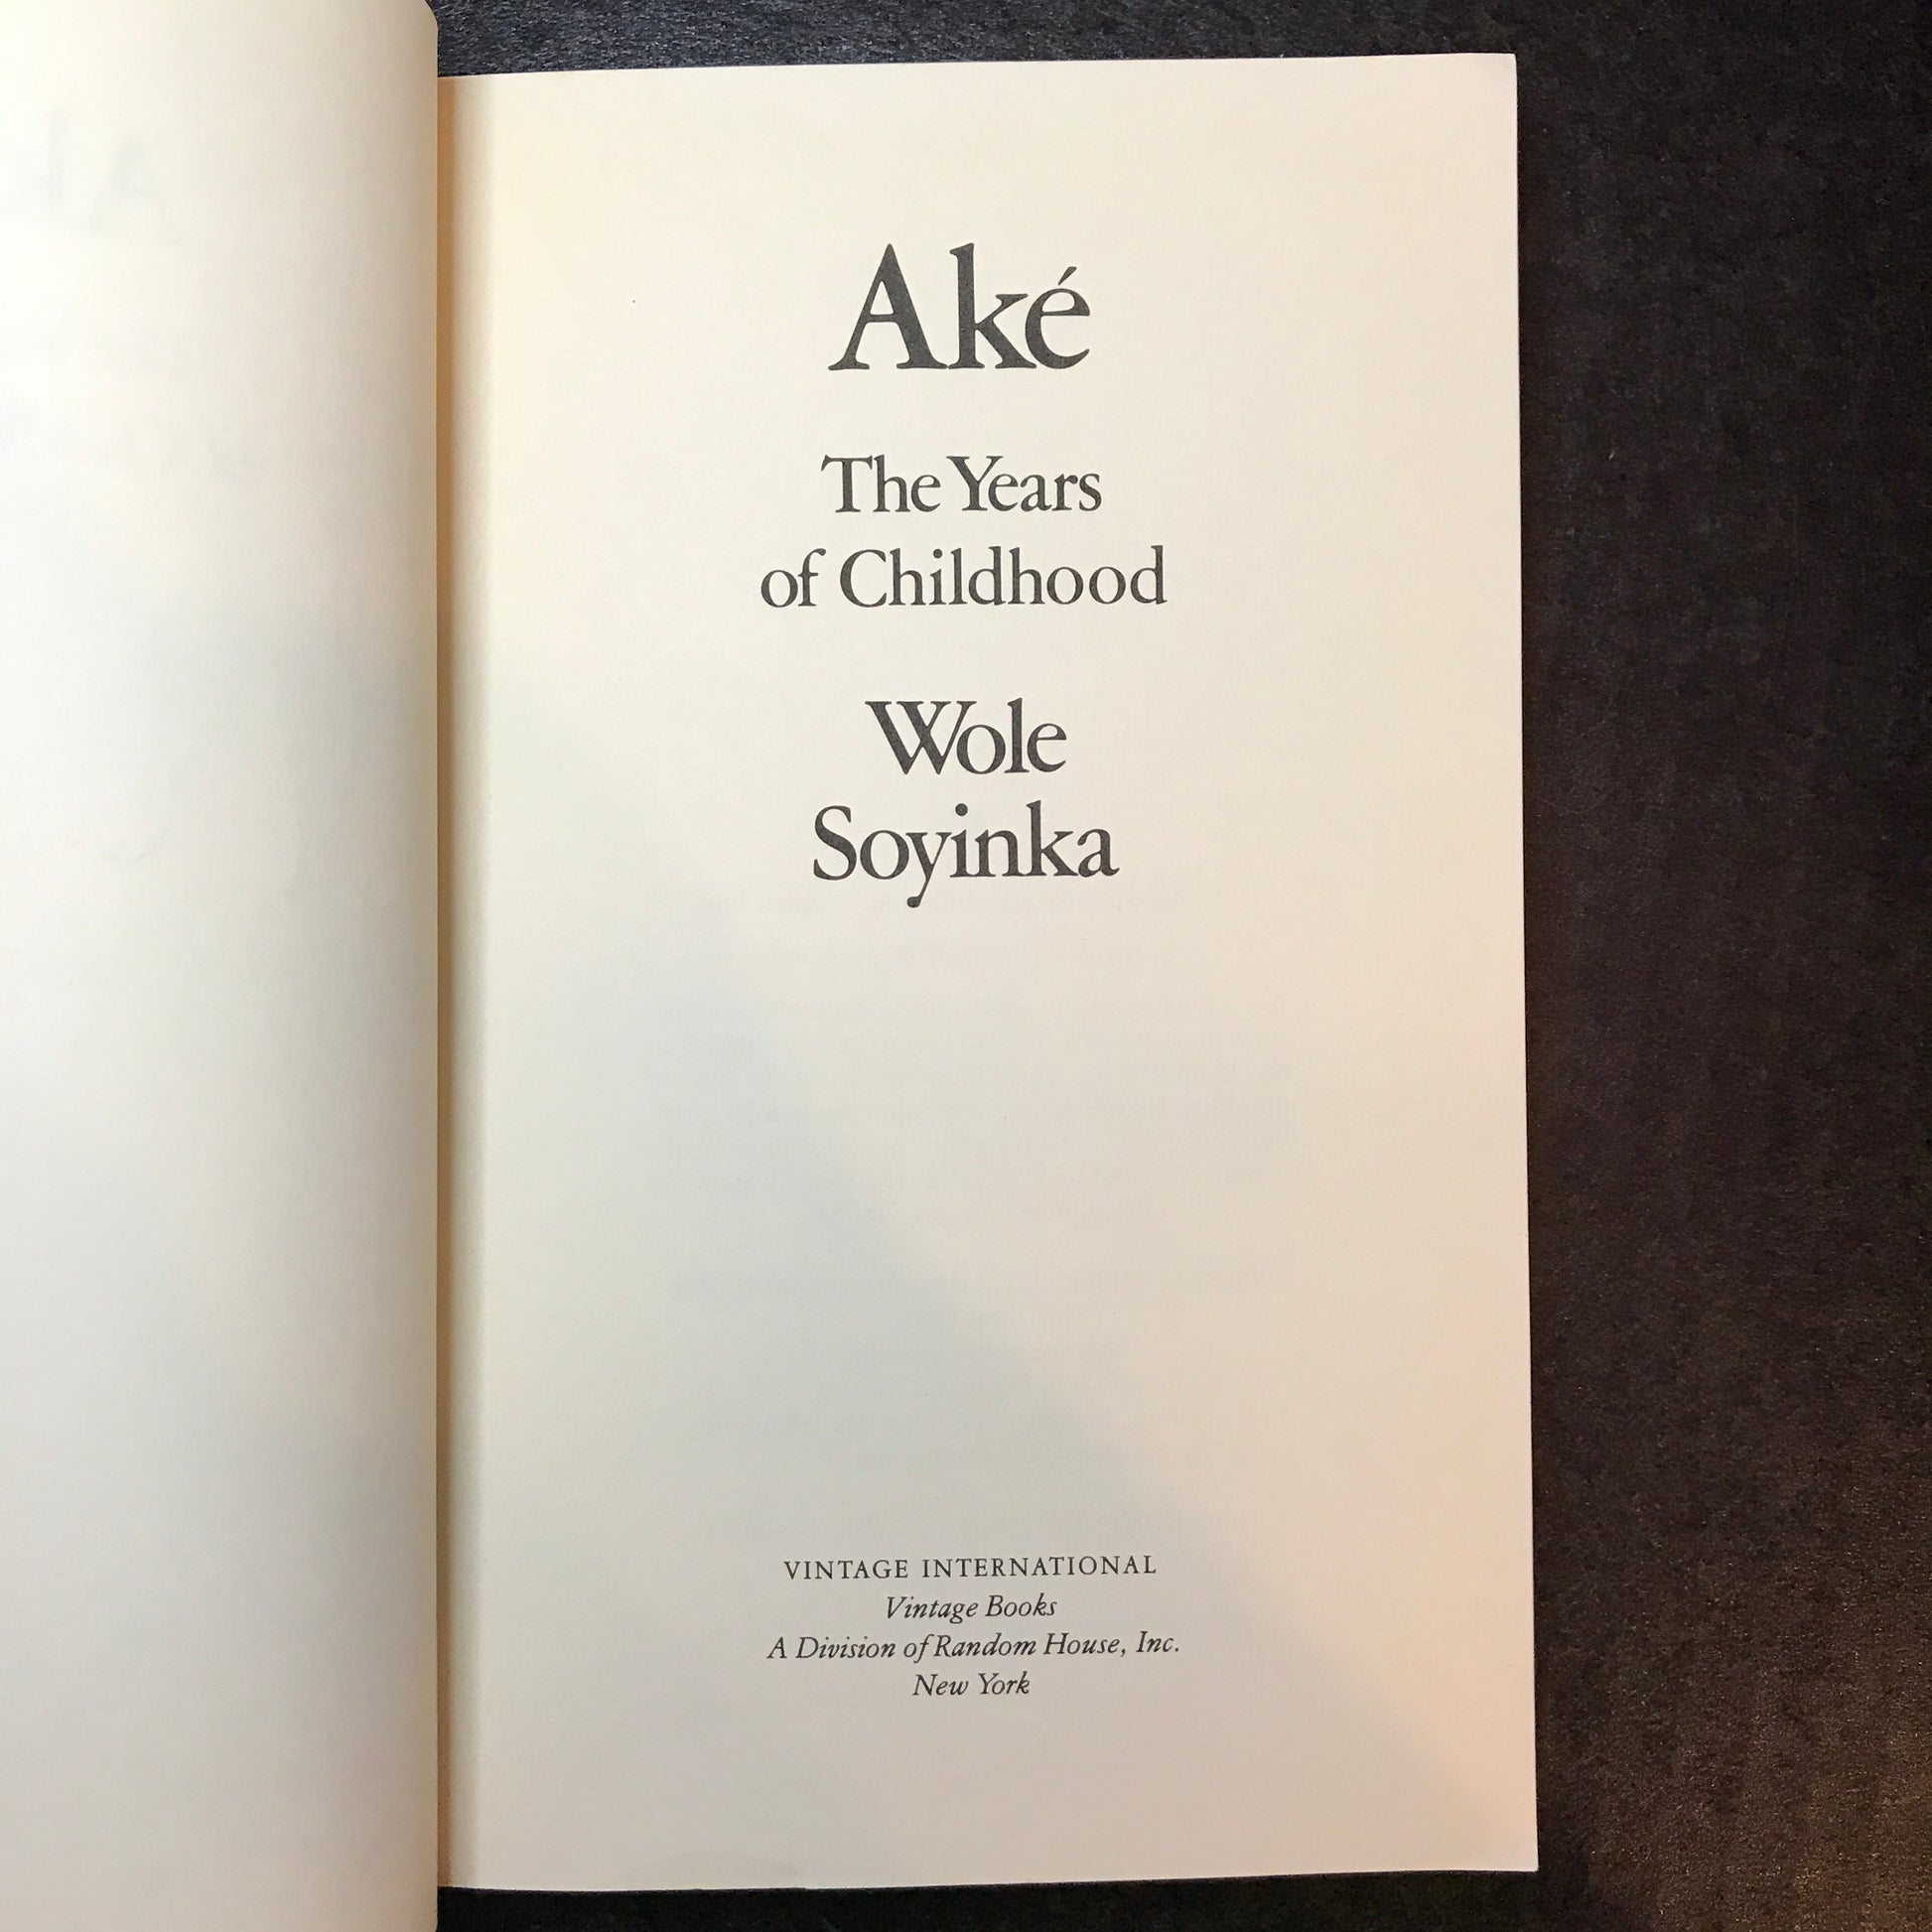 Aké
The Years
of Childhood
Wole
Soyinka
VINTAGE INTERNATIONAL
Vintage Books
A Division of Random House, Inc.
New York